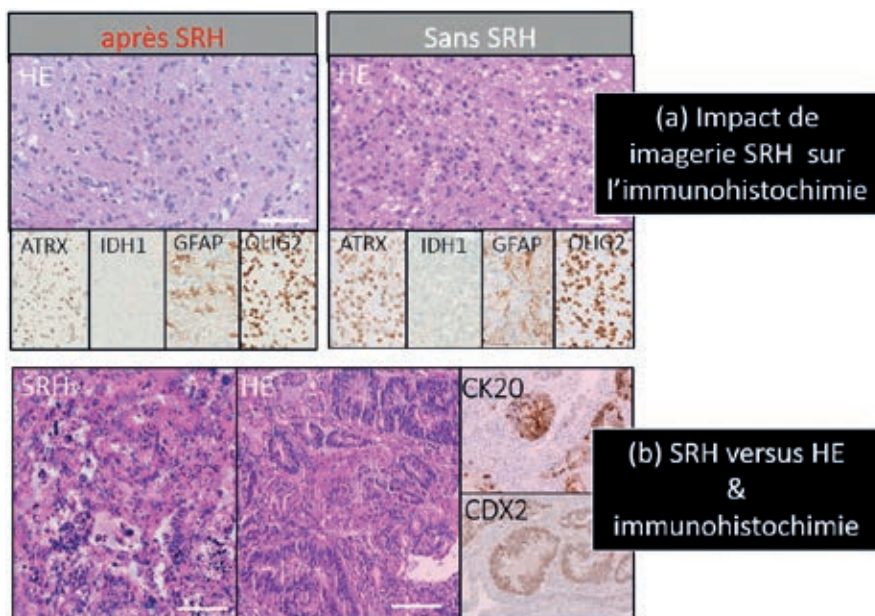 après SRH
Sans SRH
HE
HE
(a) Impact de
imagerie SRH sur
l'immunohistochimie
ATRX
IDH1
GFAP
OLIG2
ATRX
IDH1
GFAP
OLIG2
SRH
HE
CK20
CDX2
(b) SRH versus HE
&
immunohistochimie